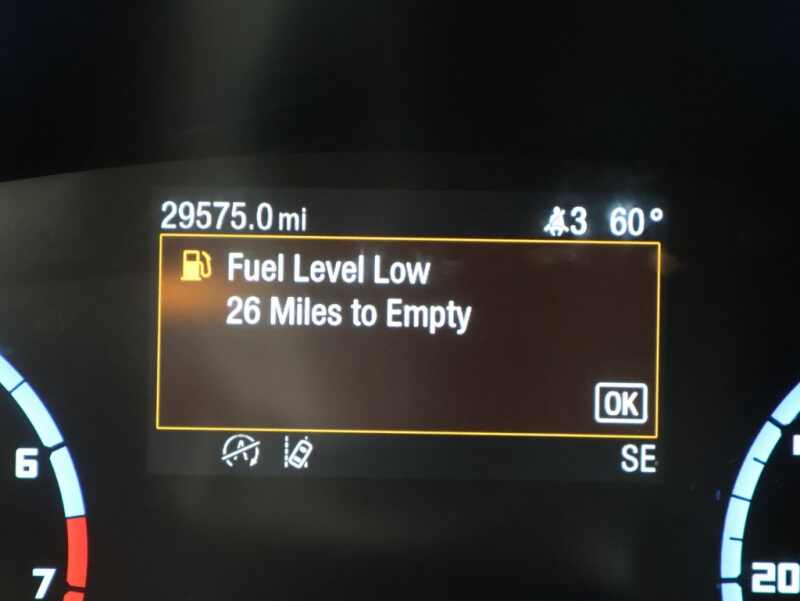 29575.0 mi 3 60°
Fuel Level Low
26 Miles to Empty
OK
SE
6
7
20